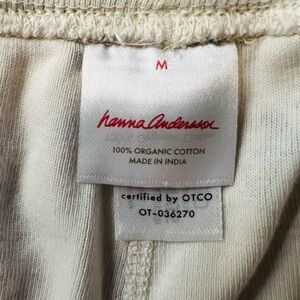 M
hanna andersson
100% ORGANIC COTTON
MADE IN INDIA
certified by OTCO
OT-036270